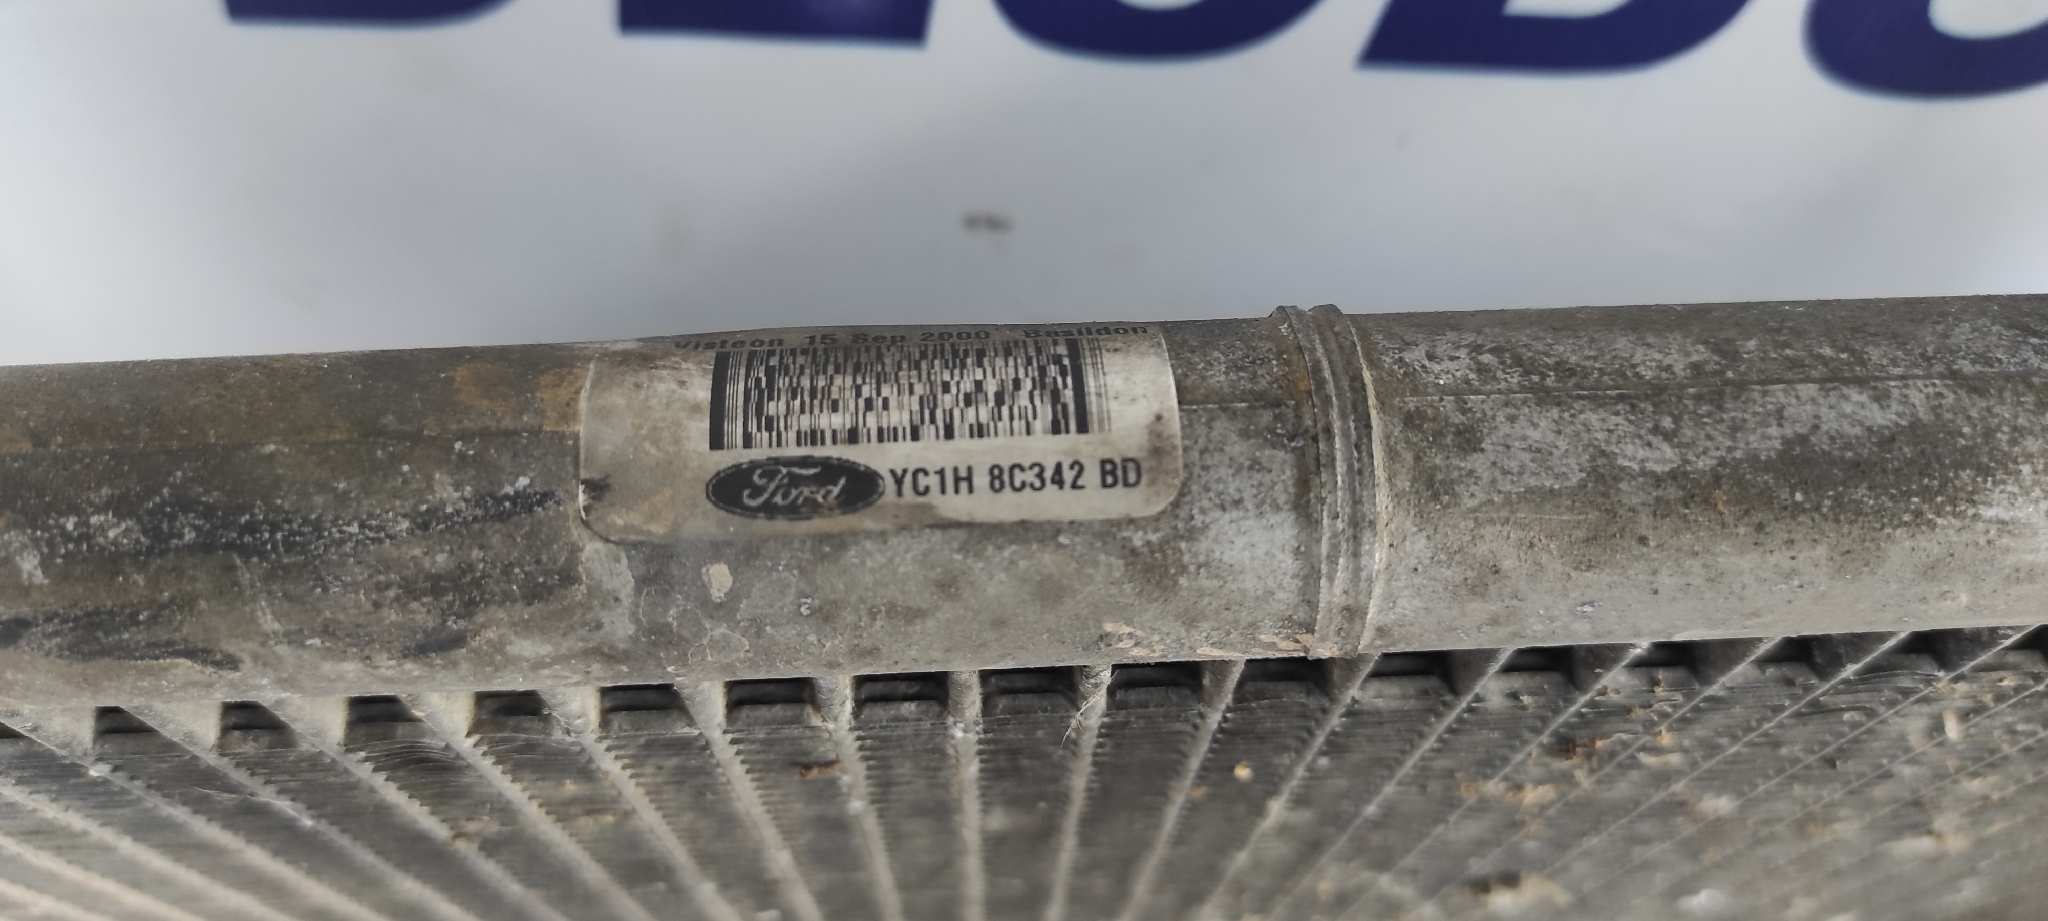 Visteon 15 Sep 2000 Basildon
Ford YC1H 8C342 BD